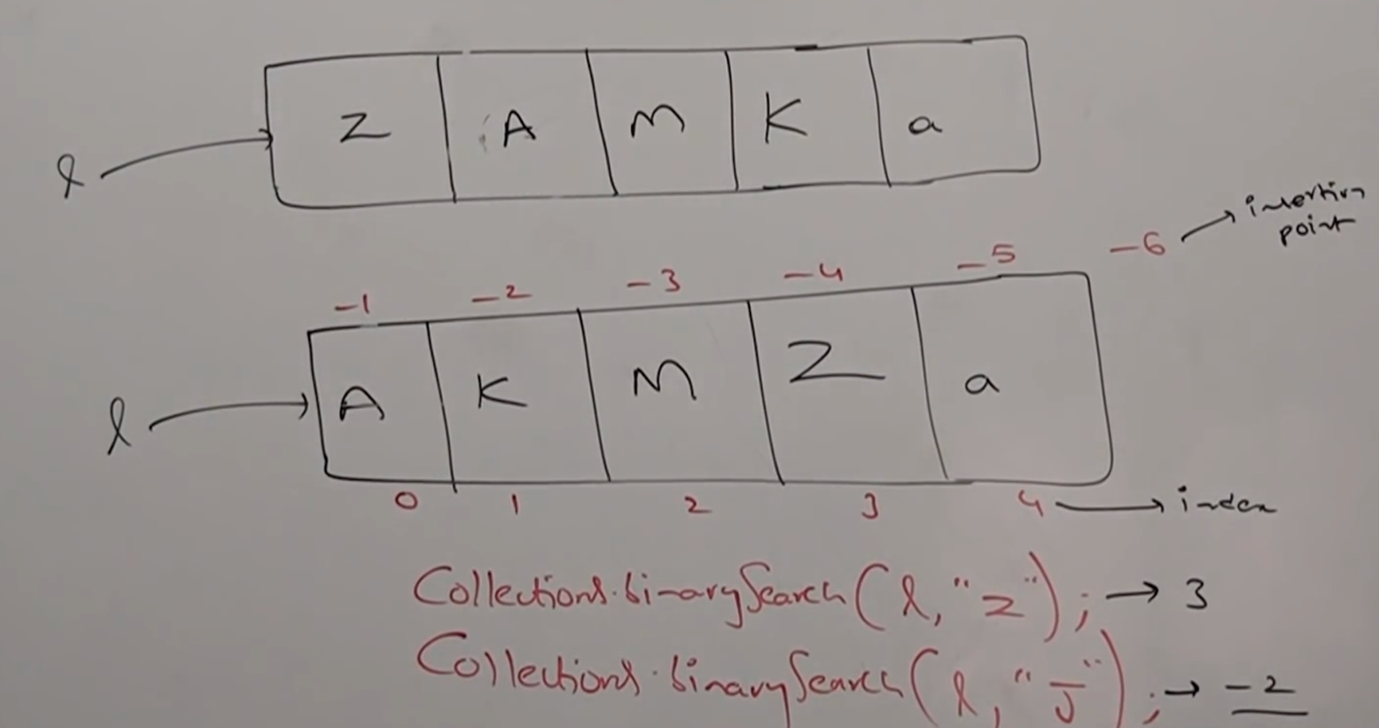 l → Z A M K a
-1 -2 -3 -4 -5 -6 → insertion point
l → A K M Z a
0 1 2 3 4 → index
Collections.binarySearch(l, "Z"); → 3
Collections.binarySearch(l, "J"); → -2